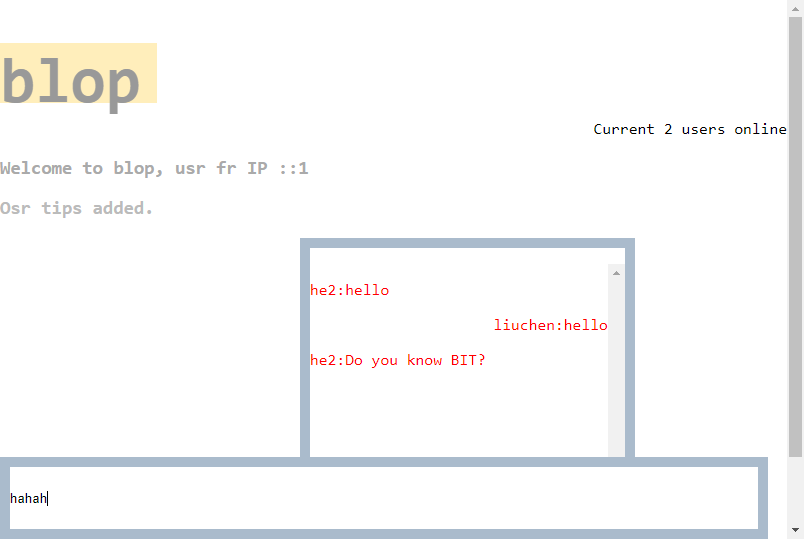 blop
Current 2 users online
Welcome to blop, usr fr IP ::1
Osr tips added.
he2:hello
liuchen:hello
he2:Do you know BIT?
hahah